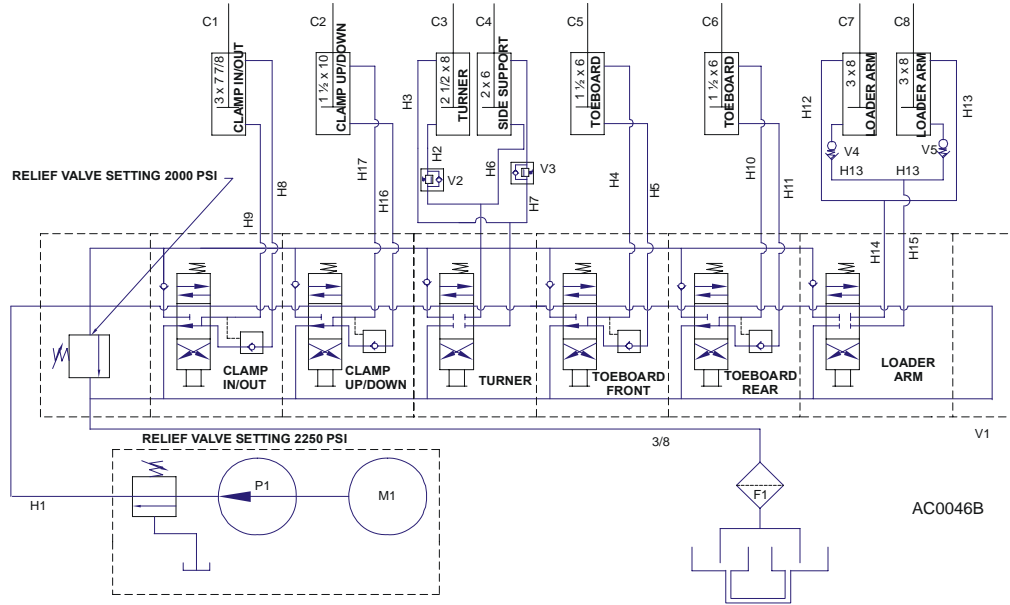 C1
C2
C3
C4
C5
C6
C7
C8
3 x 7 7/8
CLAMP IN/OUT
1 ½ x 10
CLAMP UP/DOWN
2 1/2 x 8
TURNER
2 x 6
SIDE SUPPORT
1 ½ x 6
TOEBOARD
1 ½ x 6
TOEBOARD
3 x 8
LOADER ARM
3 x 8
LOADER ARM
H3
H12
H13
H2
V4
V5
RELIEF VALVE SETTING 2000 PSI
H9
H8
H17
H16
V2
H6
V3
H7
H4
H5
H10
H11
H13
H13
H14
H15
CLAMP
IN/OUT
CLAMP
UP/DOWN
TURNER
TOEBOARD
FRONT
TOEBOARD
REAR
LOADER
ARM
V1
RELIEF VALVE SETTING 2250 PSI
3/8
H1
P1
M1
F1
AC0046B